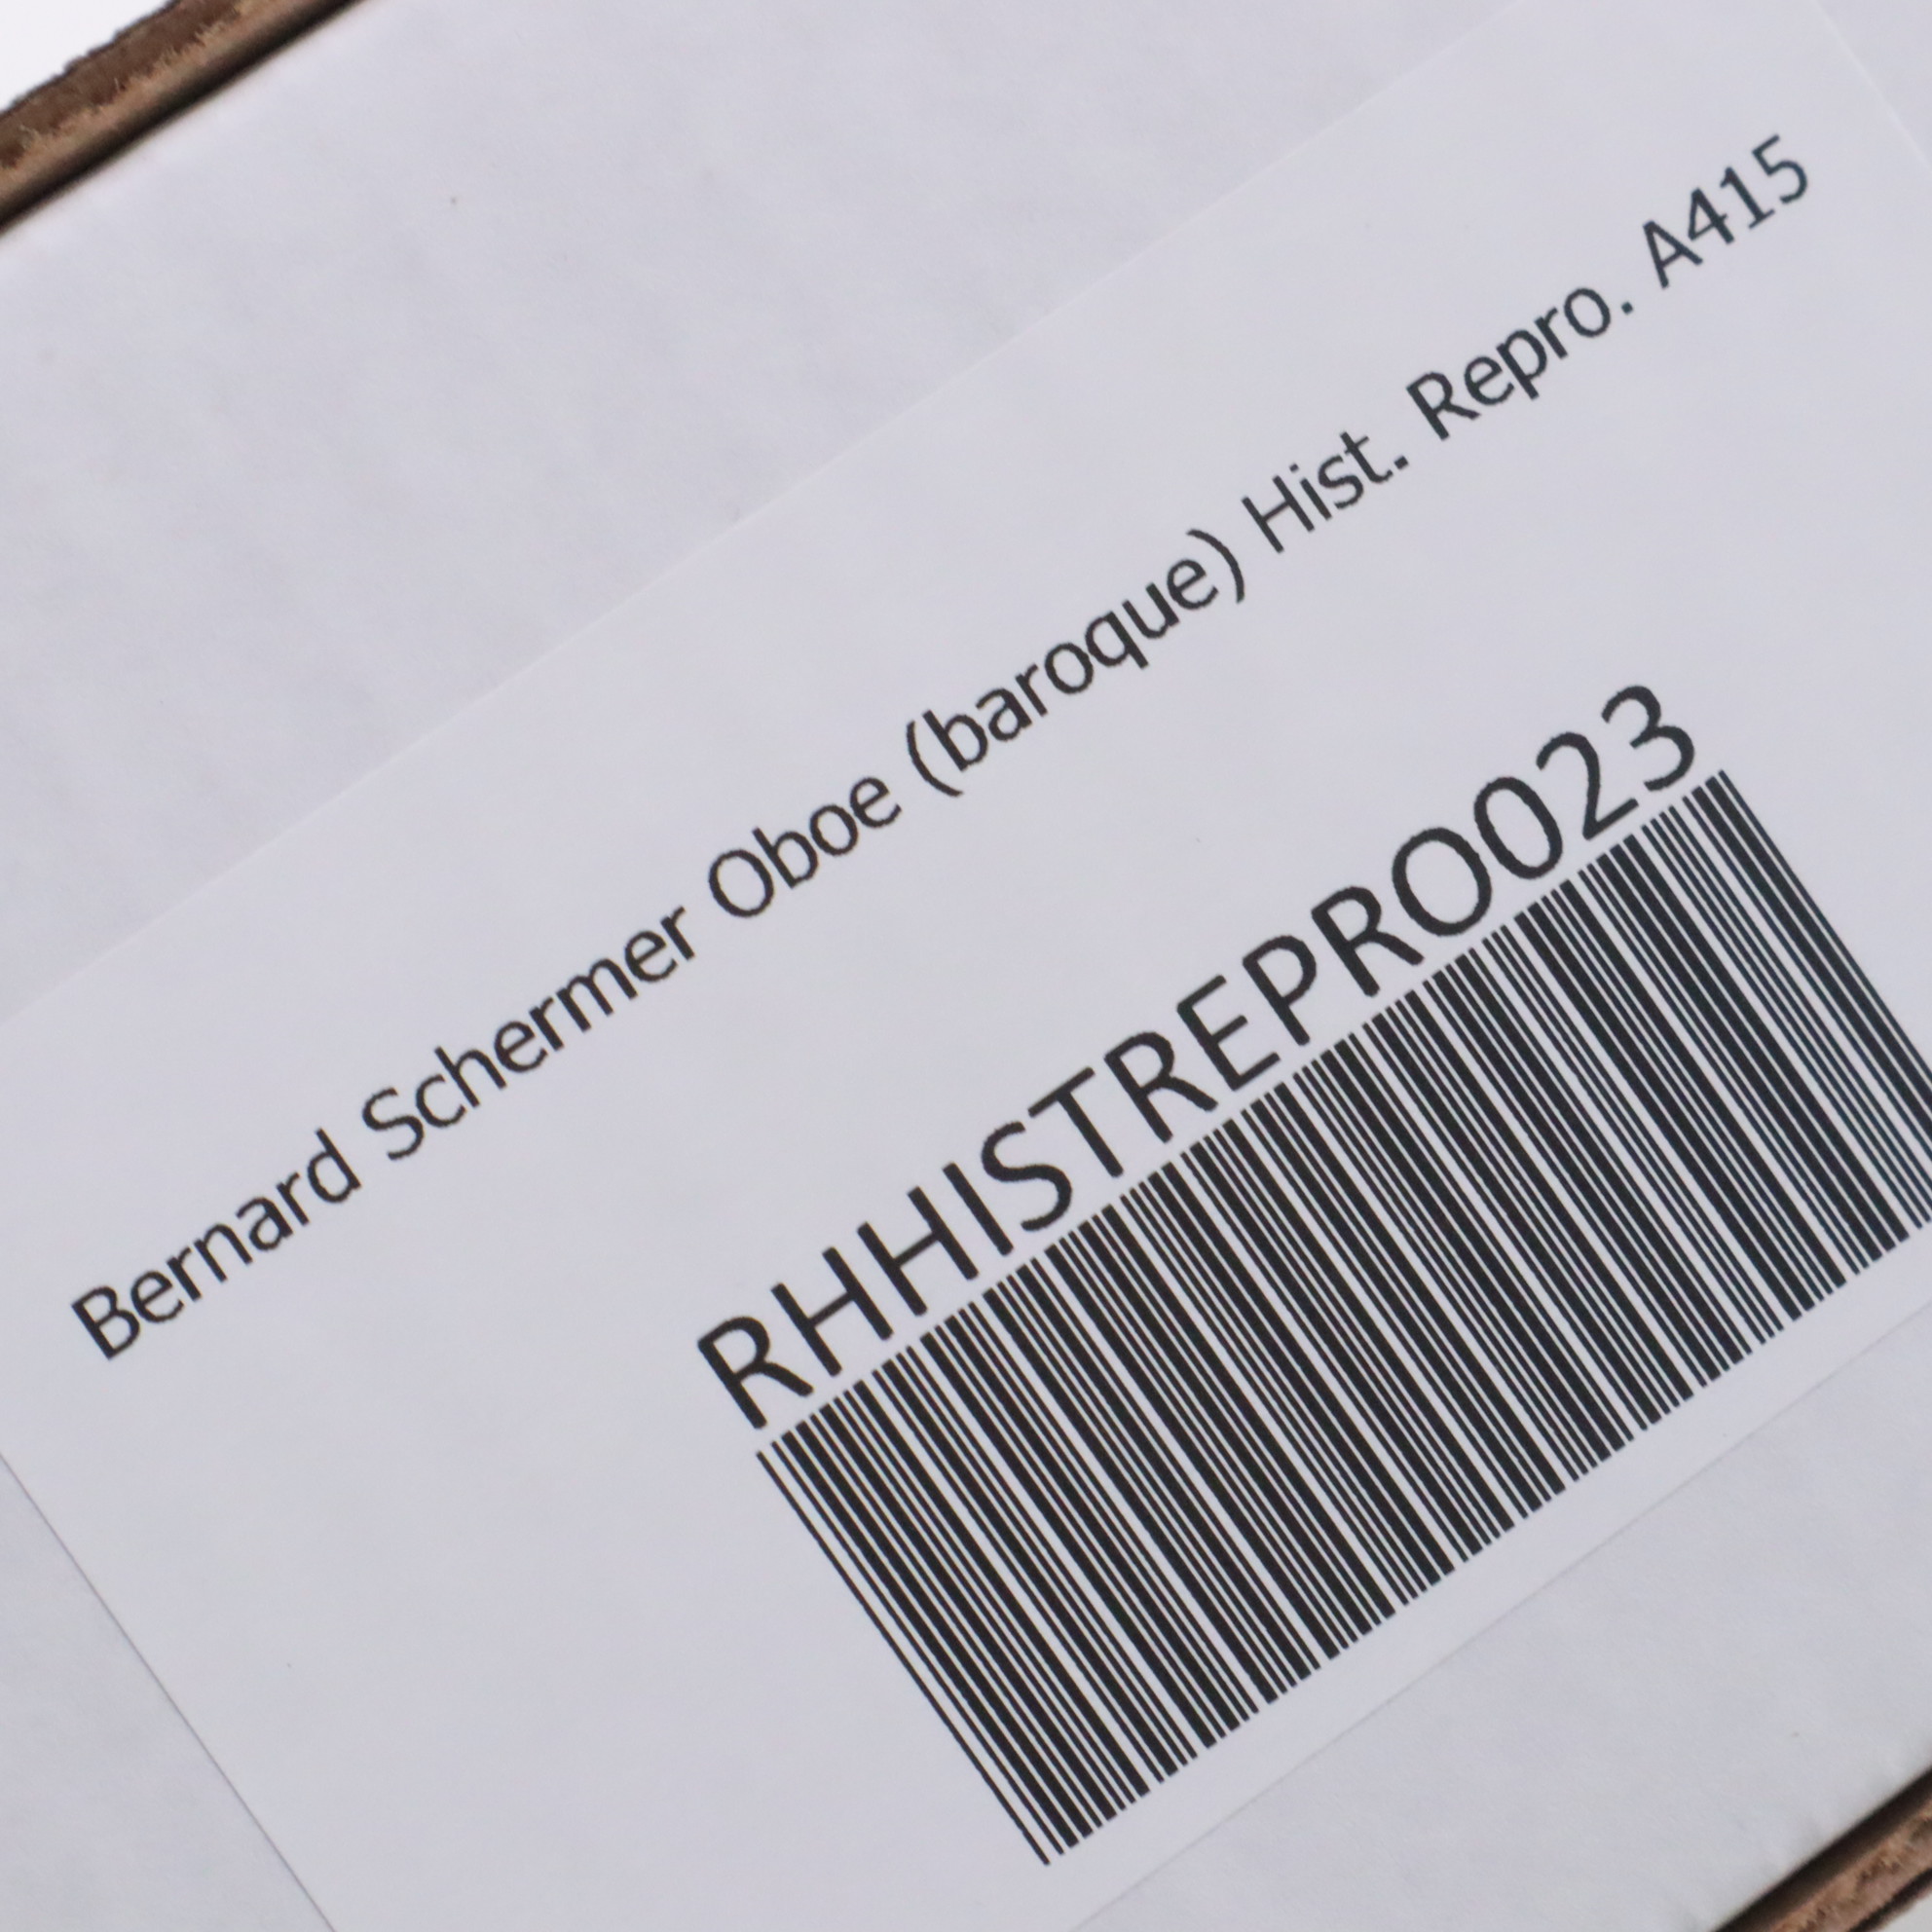 Bernard Schermer Oboe (baroque) Hist. Repro. A415
RHHISTREPRO023